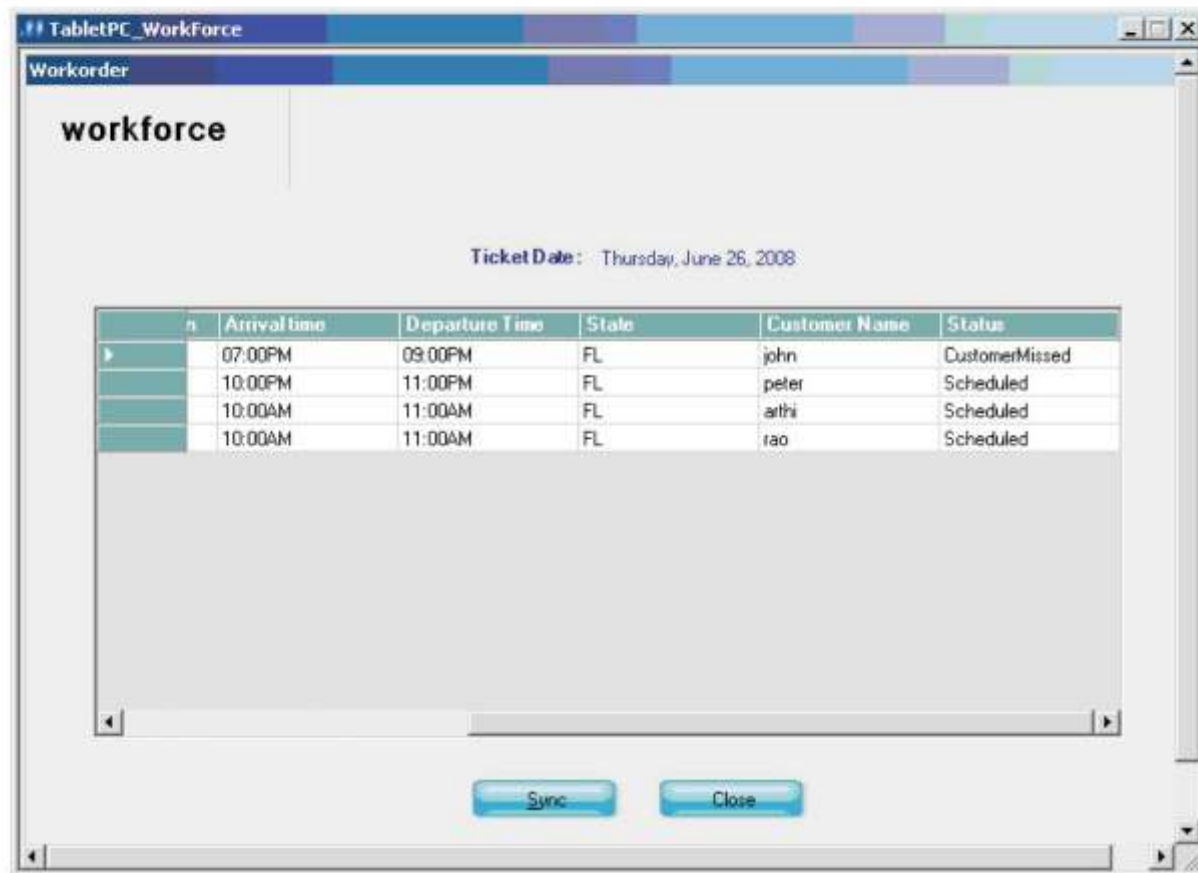 TabletPC_WorkForce
Workorder
workforce
Ticket Date : Thursday, June 26, 2008
n Arrival time Departure Time State Customer Name Status
07:00PM 09:00PM FL john CustomerMissed
10:00PM 11:00PM FL peter Scheduled
10:00AM 11:00AM FL arthi Scheduled
10:00AM 11:00AM FL rao Scheduled
Sync Close